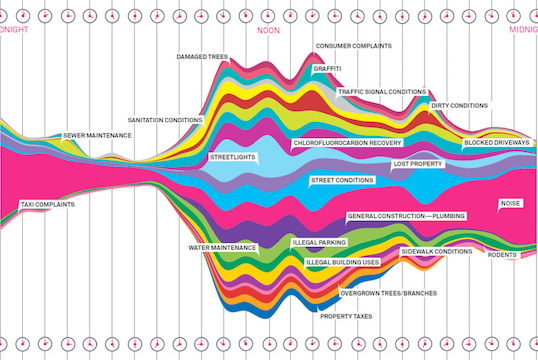 DNIGHT
NOON
MIDNIG
CONSUMER COMPLAINTS
DAMAGED TREES
GRAFFITI
TRAFFIC SIGNAL CONDITIONS
DIRTY CONDITIONS
SANITATION CONDITIONS
SEWER MAINTENANCE
CHLOROFLUOROCARBON RECOVERY
BLOCKED DRIVEWAYS
STREETLIGHTS
LOST PROPERTY
STREET CONDITIONS
TAXI COMPLAINTS
NOISE
GENERAL CONSTRUCTION—PLUMBING
WATER MAINTENANCE
ILLEGAL PARKING
SIDEWALK CONDITIONS
RODENTS
ILLEGAL BUILDING USES
OVERGROWN TREES/BRANCHES
PROPERTY TAXES